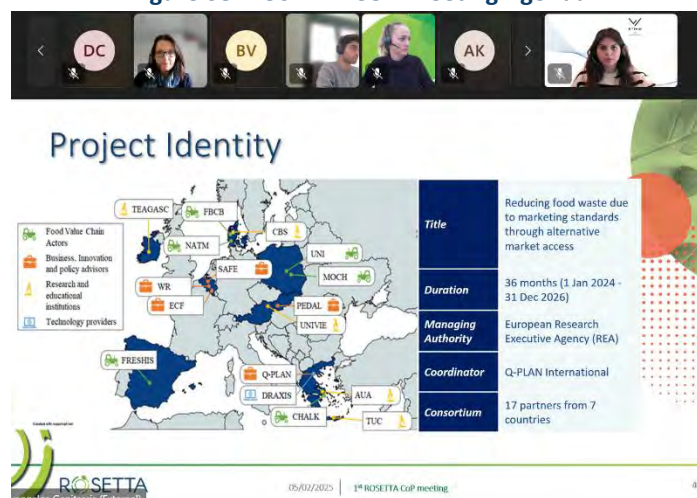 DC
BV
AK
Project Identity
TEAGASC
FBCB
CBS
NATM
UNI
SAFE
MOCH
WR
ECF
PEDAL
UNIVIE
FRESHIS
Q-PLAN
DRAXIS
AUA
CHALK
TUC
Food Value Chain
Actors
Business, Innovation
and policy advisors
Research and
educational
institutions
Technology providers
Title
Reducing food waste due
to marketing standards
through alternative
market access
Duration
36 months (1 Jan 2024 -
31 Dec 2026)
Managing
Authority
European Research
Executive Agency (REA)
Coordinator
Q-PLAN International
Consortium
17 partners from 7
countries
ROSETTA
05/02/2025
1st ROSETTA CoP meeting